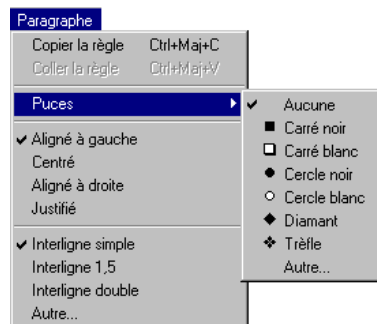 Paragraphe
Copier la règle Ctrl+Maj+C
Coller la règle Ctrl+Maj+V
Puces
Aligné à gauche
Centré
Aligné à droite
Justifié
Interligne simple
Interligne 1,5
Interligne double
Autre...
Aucune
Carré noir
Carré blanc
Cercle noir
Cercle blanc
Diamant
Trèfle
Autre...